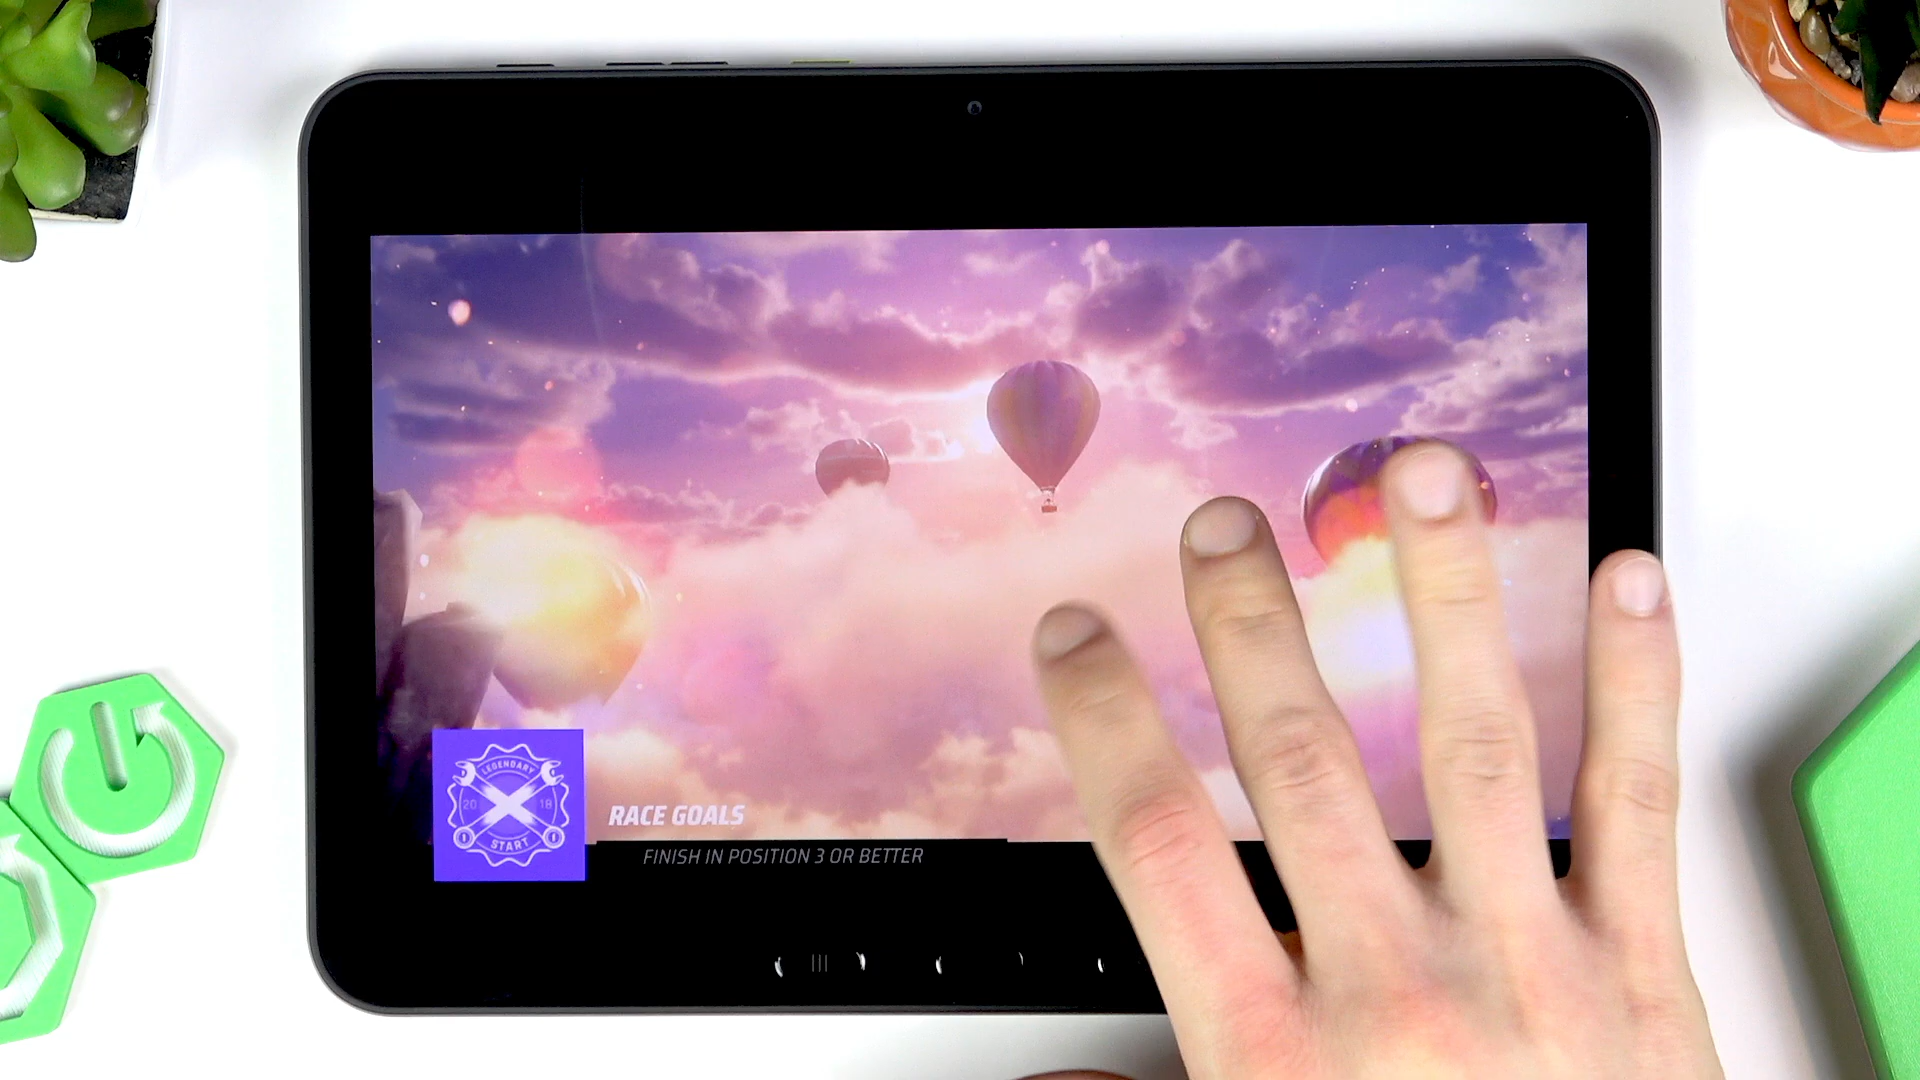 LEGENDARY
20 18
START
RACE GOALS
FINISH IN POSITION 3 OR BETTER